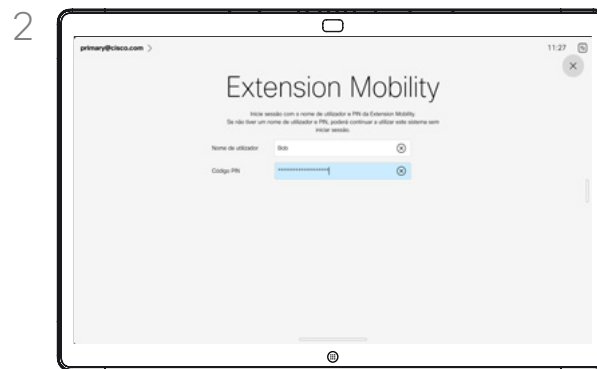 2
primary@cisco.com
11:27
Extension Mobility
Inicie sessão com o nome de utilizador e PIN da Extension Mobility.
Se não tiver um nome de utilizador e PIN, poderá continuar a utilizar este sistema sem
iniciar sessão.
Nome de utilizador Bob
Código PIN ******************